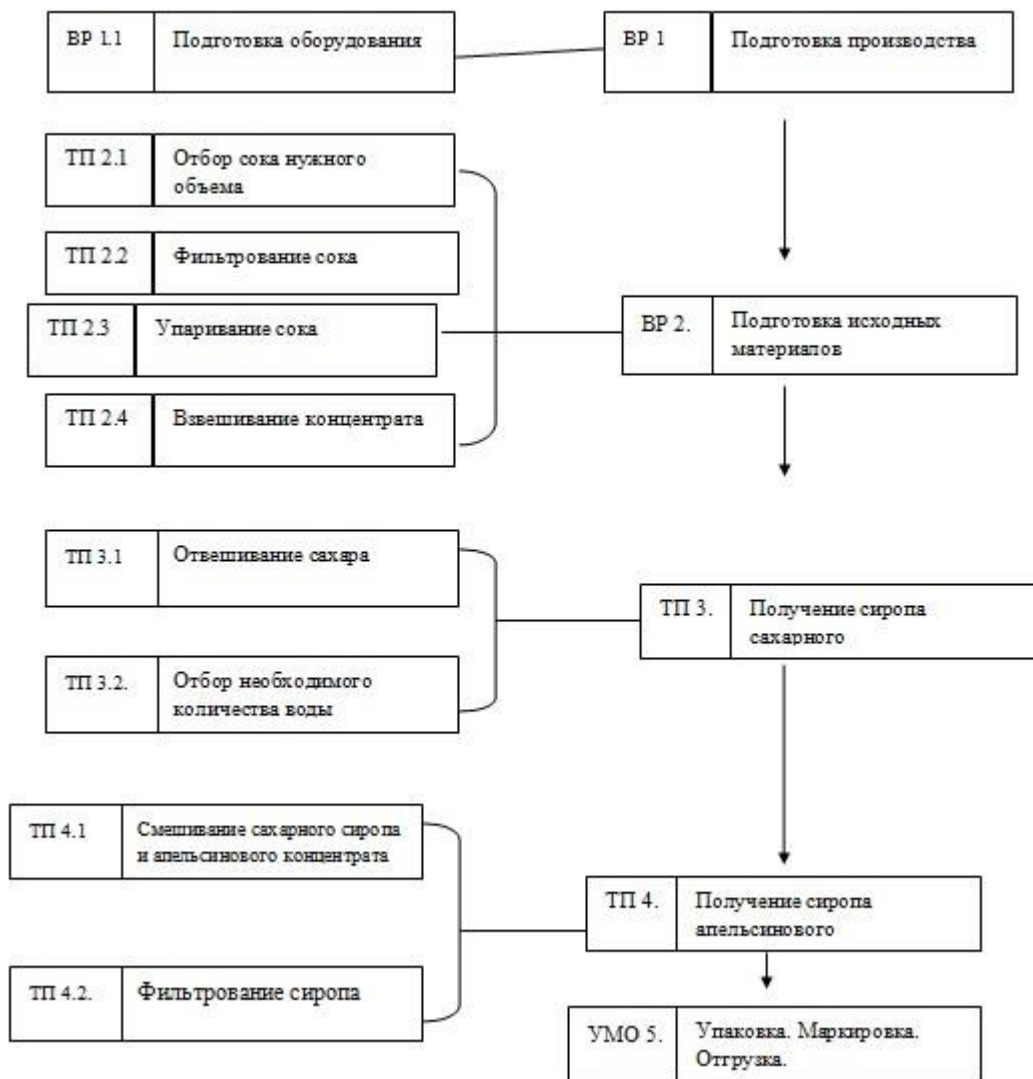 ВР 1.1 Подготовка оборудования
ВР 1 Подготовка производства
ТП 2.1 Отбор сока нужного
объема
ТП 2.2 Фильтрование сока
ТП 2.3 Упаривание сока
ВР 2. Подготовка исходных
материалов
ТП 2.4 Взвешивание концентрата
ТП 3.1 Отвешивание сахара
ТП 3. Получение сиропа
сахарного
ТП 3.2. Отбор необходимого
количества воды
ТП 4.1 Смешивание сахарного сиропа
и апельсинового концентрата
ТП 4. Получение сиропа
апельсинового
ТП 4.2. Фильтрование сиропа
УМО 5. Упаковка. Маркировка.
Отгрузка.